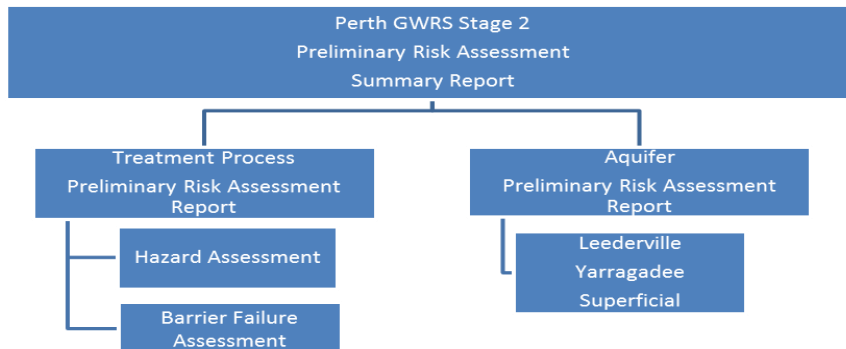 Perth GWRS Stage 2
Preliminary Risk Assessment
Summary Report
Treatment Process
Preliminary Risk Assessment
Report
Hazard Assessment
Barrier Failure
Assessment
Aquifer
Preliminary Risk Assessment
Report
Leederville
Yarragadee
Superficial